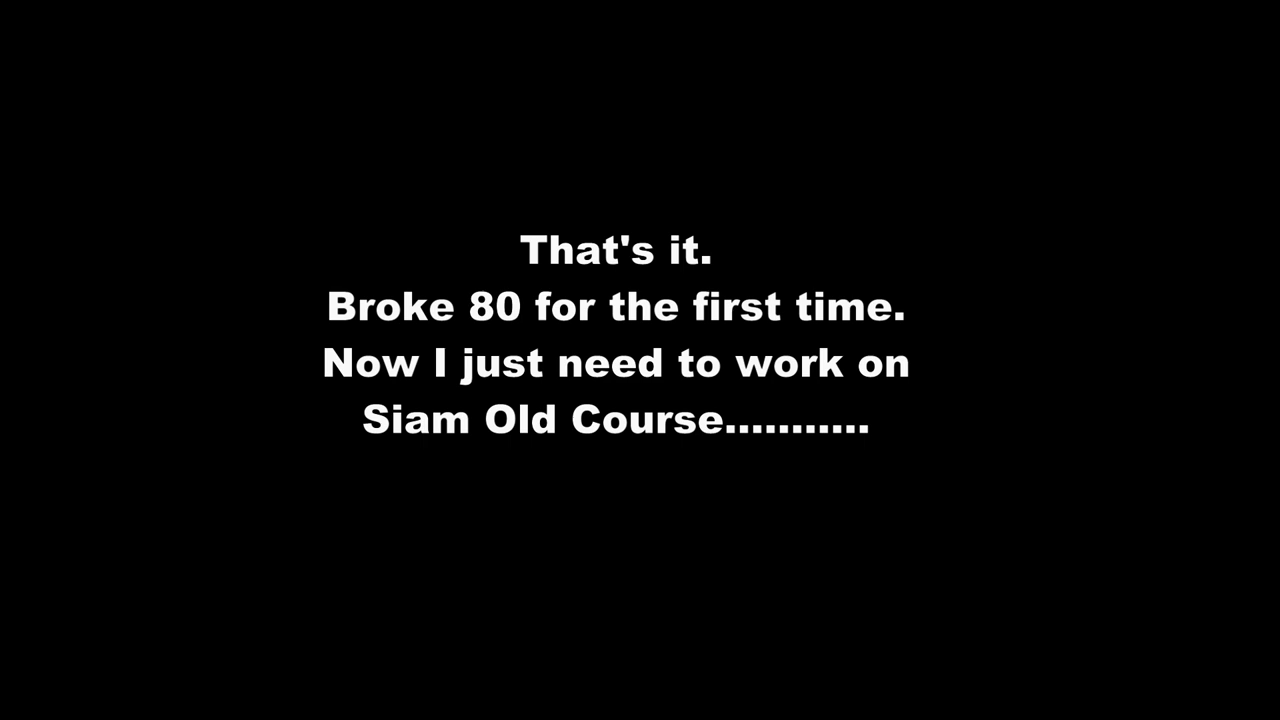 That's it.
Broke 80 for the first time.
Now I just need to work on
Siam Old Course...........